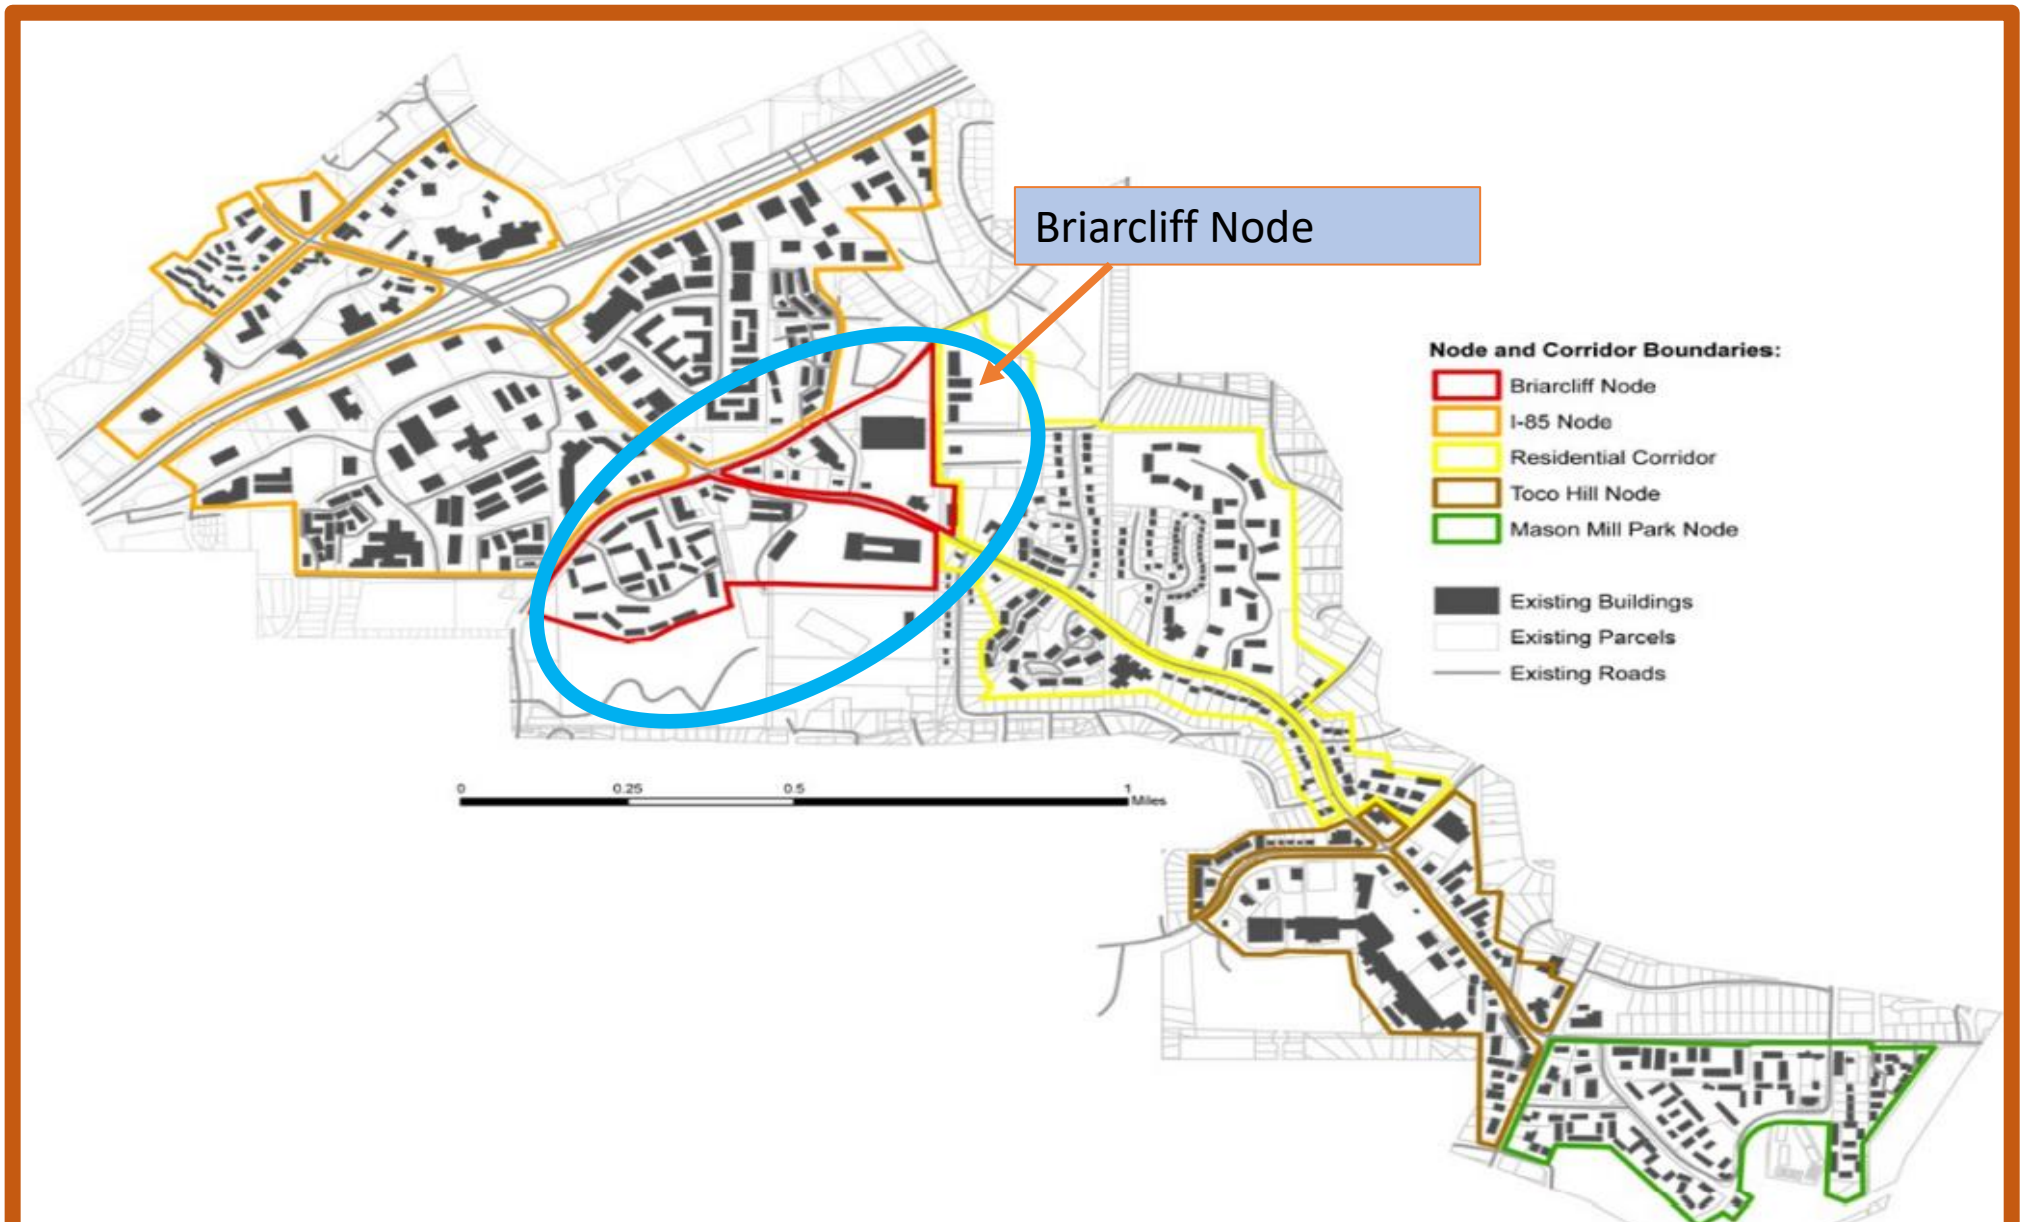 Briarcliff Node
Node and Corridor Boundaries:
Briarcliff Node
I-85 Node
Residential Corridor
Toco Hill Node
Mason Mill Park Node
Existing Buildings
Existing Parcels
Existing Roads
0 0.25 0.5 1
Miles